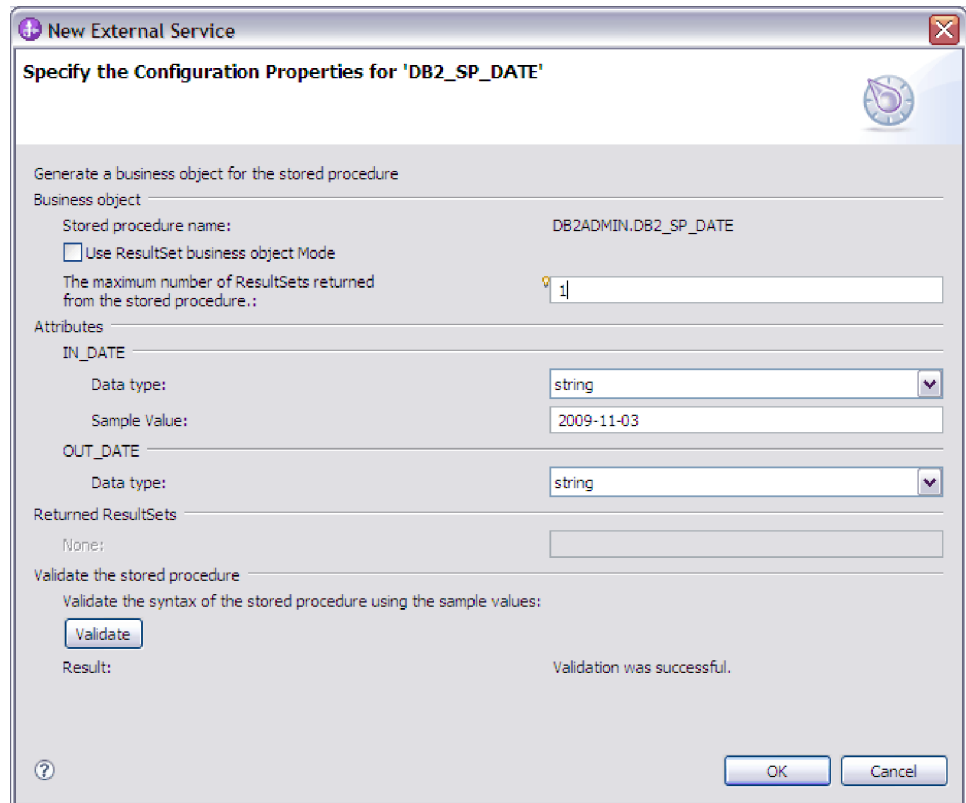 New External Service
Specify the Configuration Properties for 'DB2_SP_DATE'
Generate a business object for the stored procedure
Business object
Stored procedure name: DB2ADMIN.DB2_SP_DATE
Use ResultSet business object Mode
The maximum number of ResultSets returned
from the stored procedure.: 1
Attributes
IN_DATE
Data type: string
Sample Value: 2009-11-03
OUT_DATE
Data type: string
Returned ResultSets
None:
Validate the stored procedure
Validate the syntax of the stored procedure using the sample values:
Validate
Result: Validation was successful.
? OK Cancel